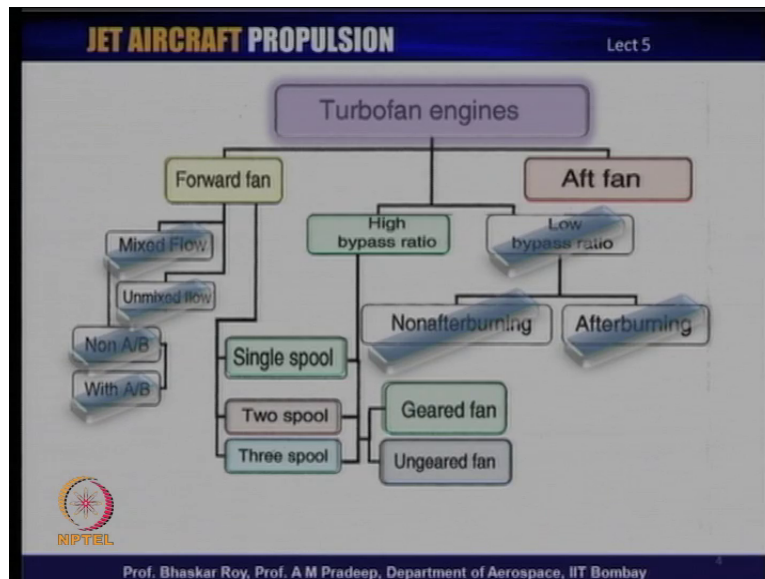 JET AIRCRAFT PROPULSION
Lect 5
Turbofan engines
Forward fan
Aft fan
High
bypass ratio
Low
bypass ratio
Mixed Flow
Unmixed flow
Non A/B
With A/B
Nonafterburning
Afterburning
Single spool
Two spool
Three spool
Geared fan
Ungeared fan
NPTEL
Prof. Bhaskar Roy, Prof. A M Pradeep, Department of Aerospace, IIT Bombay
4